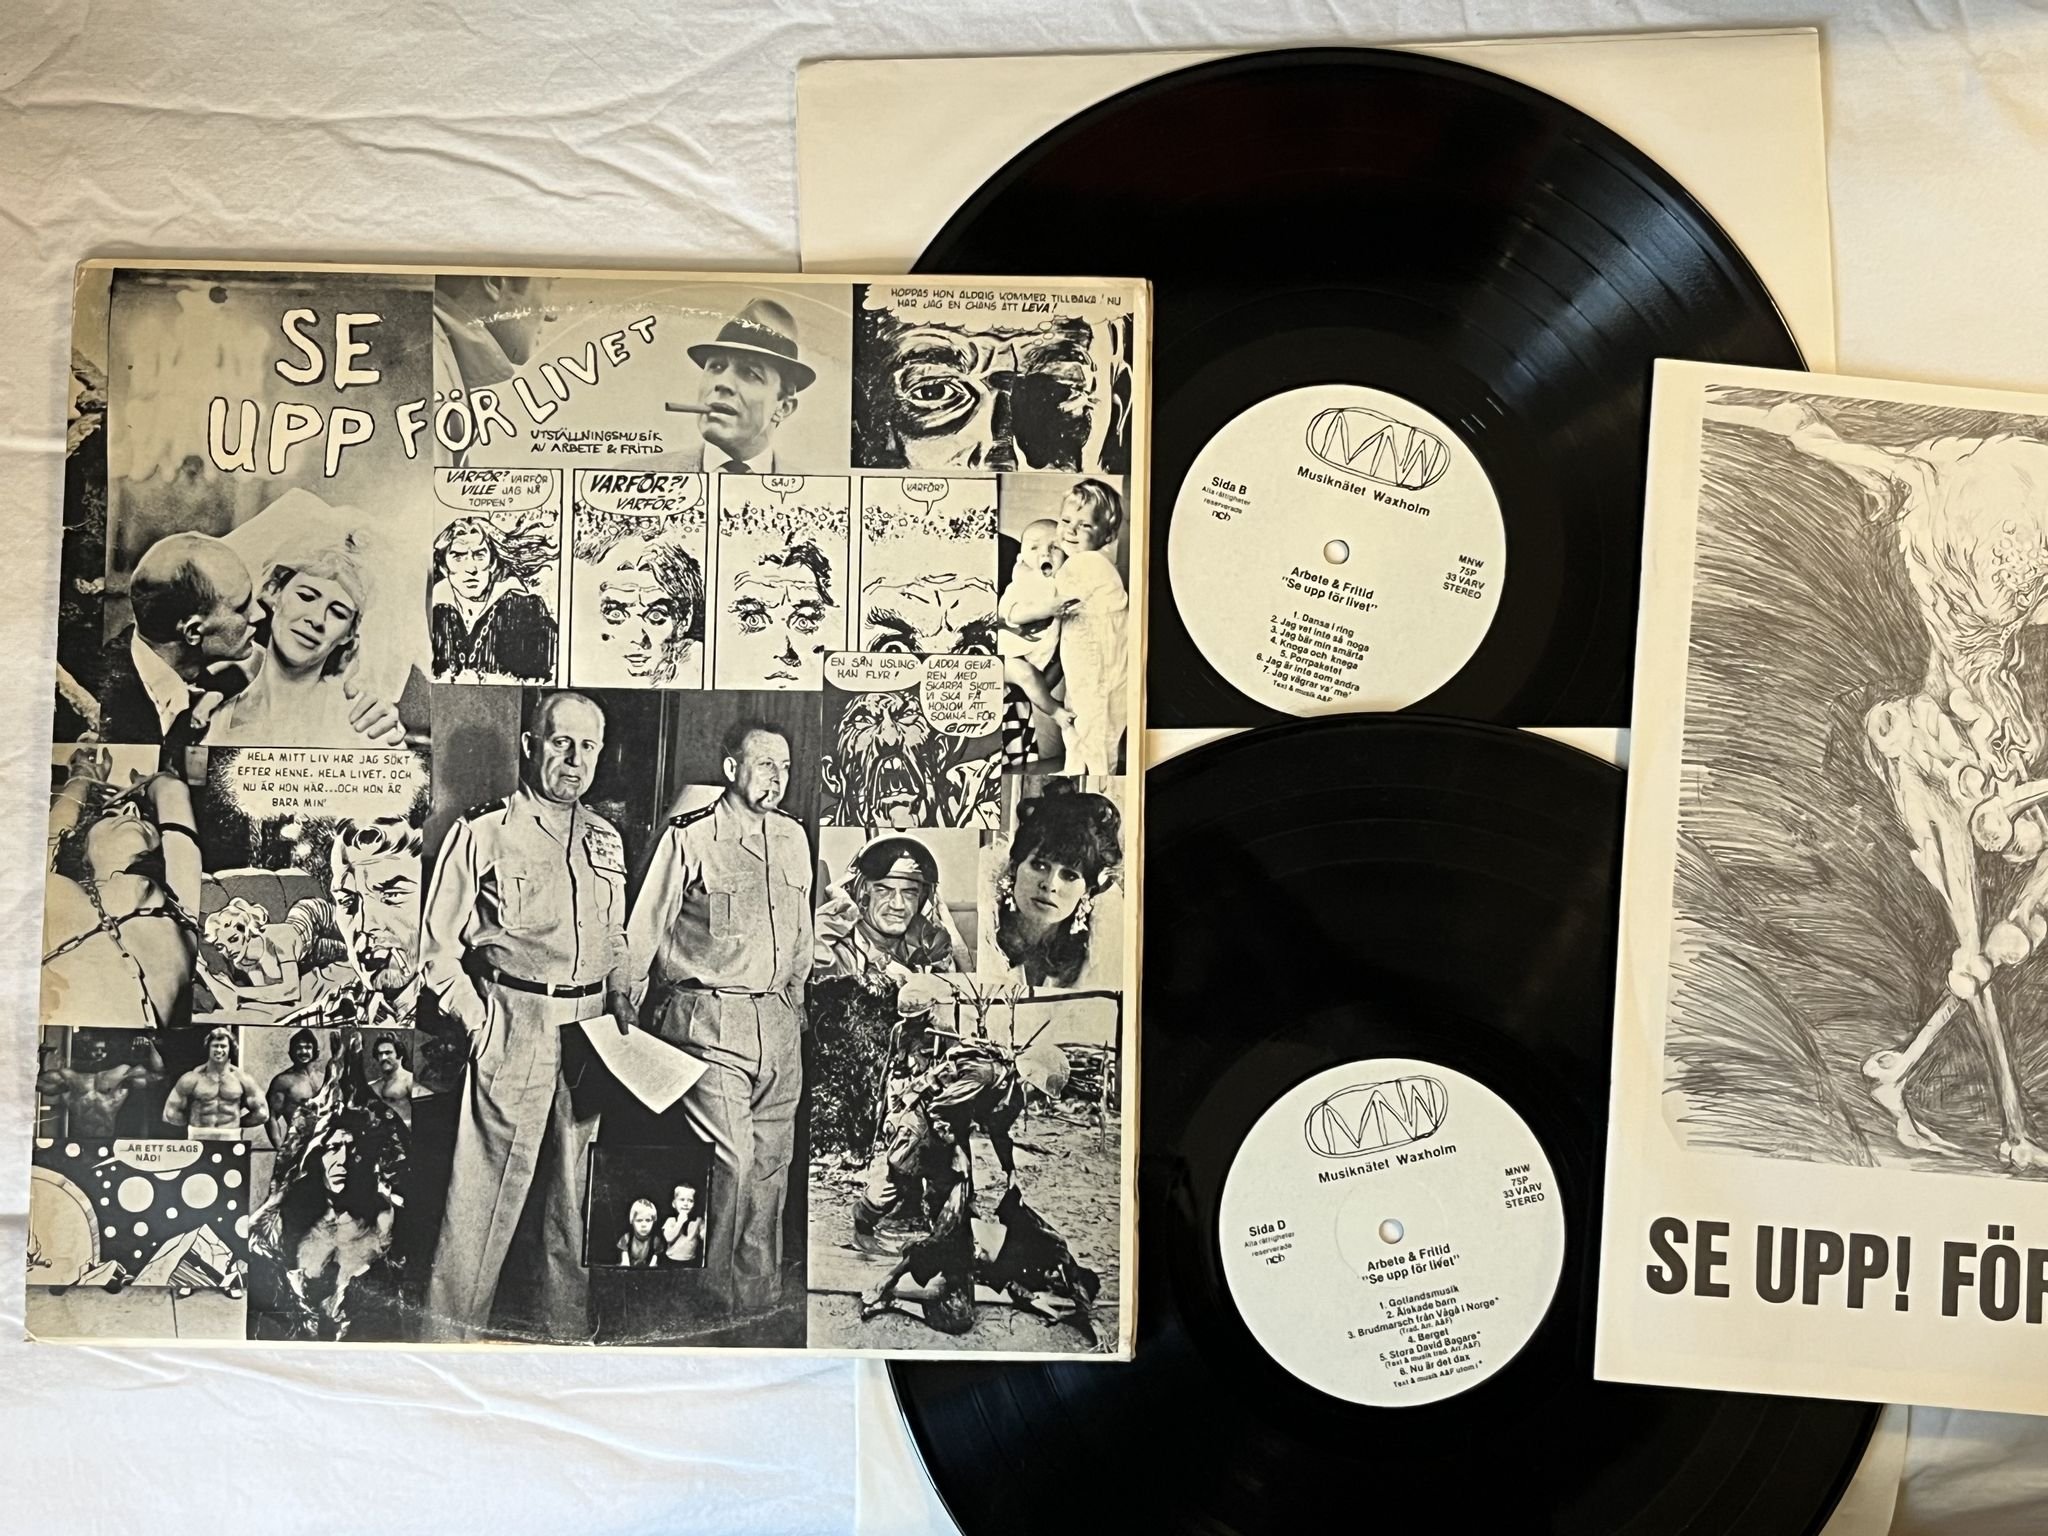 SE
UPP FÖR LIVET
UTSTÄLLNINGSMUSIK
AV ARBETE & FRITID
HOPPAS HON ALDRIG KOMMER TILLBAKA! NU
HAR JAG EN CHANS ATT LEVA!
VARFÖR? VARFÖR
VILLE JAG NÅ
TOPPEN?
VARFÖR?!
VARFÖR?
SÄJ?
VARFÖR?
EN SÅN USLING-
HAN FLYR!
LADDA GEVÄ-
REN MED
SKARPA SKOTT-
VI SKA FÅ
HONOM ATT
SOMNA-FÖR
GOTT!
HELA MITT LIV HAR JAG SÖKT
EFTER HENNE. HELA LIVET. OCH
NU ÄR HON HÄR...OCH HON ÄR
BARA MIN'
...ÄR ETT SLAGS
NÅD!
MNW
Musiknätet Waxholm
Sida B
Alla rättigheter
reserverade
ncb
MNW
75P
33 VARV
STEREO
Arbete & Fritid
"Se upp för livet"
1. Dansa i ring
2. Jag vet inte så noga
3. Jag bär min smärta
4. Knoga och knega
5. Porrpaketet
6. Jag är inte som andra
7. Jag vägrar va' me'
Text & musik A&F
MNW
Musiknätet Waxholm
Sida D
Alla rättigheter
reserverade
ncb
MNW
75P
33 VARV
STEREO
Arbete & Fritid
"Se upp för livet"
1. Gotlandsmusik
2. Älskade barn
3. Brudmarsch från Vågå i Norge*
(Trad. Arr. A&F)
4. Berget
5. Stora David Bagare*
(Text & musik trad. Arr. A&F)
6. Nu är det dax
Text & musik A&F utom *
SE UPP! FÖR